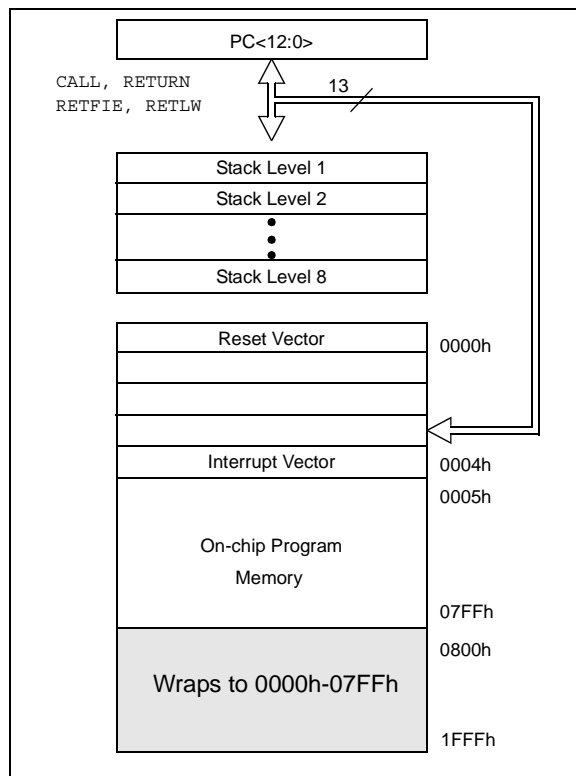 PC<12:0>
CALL, RETURN
RETFIE, RETLW
13
Stack Level 1
Stack Level 2
Stack Level 8
Reset Vector
0000h
Interrupt Vector
0004h
0005h
On-chip Program
Memory
07FFh
0800h
Wraps to 0000h-07FFh
1FFFh